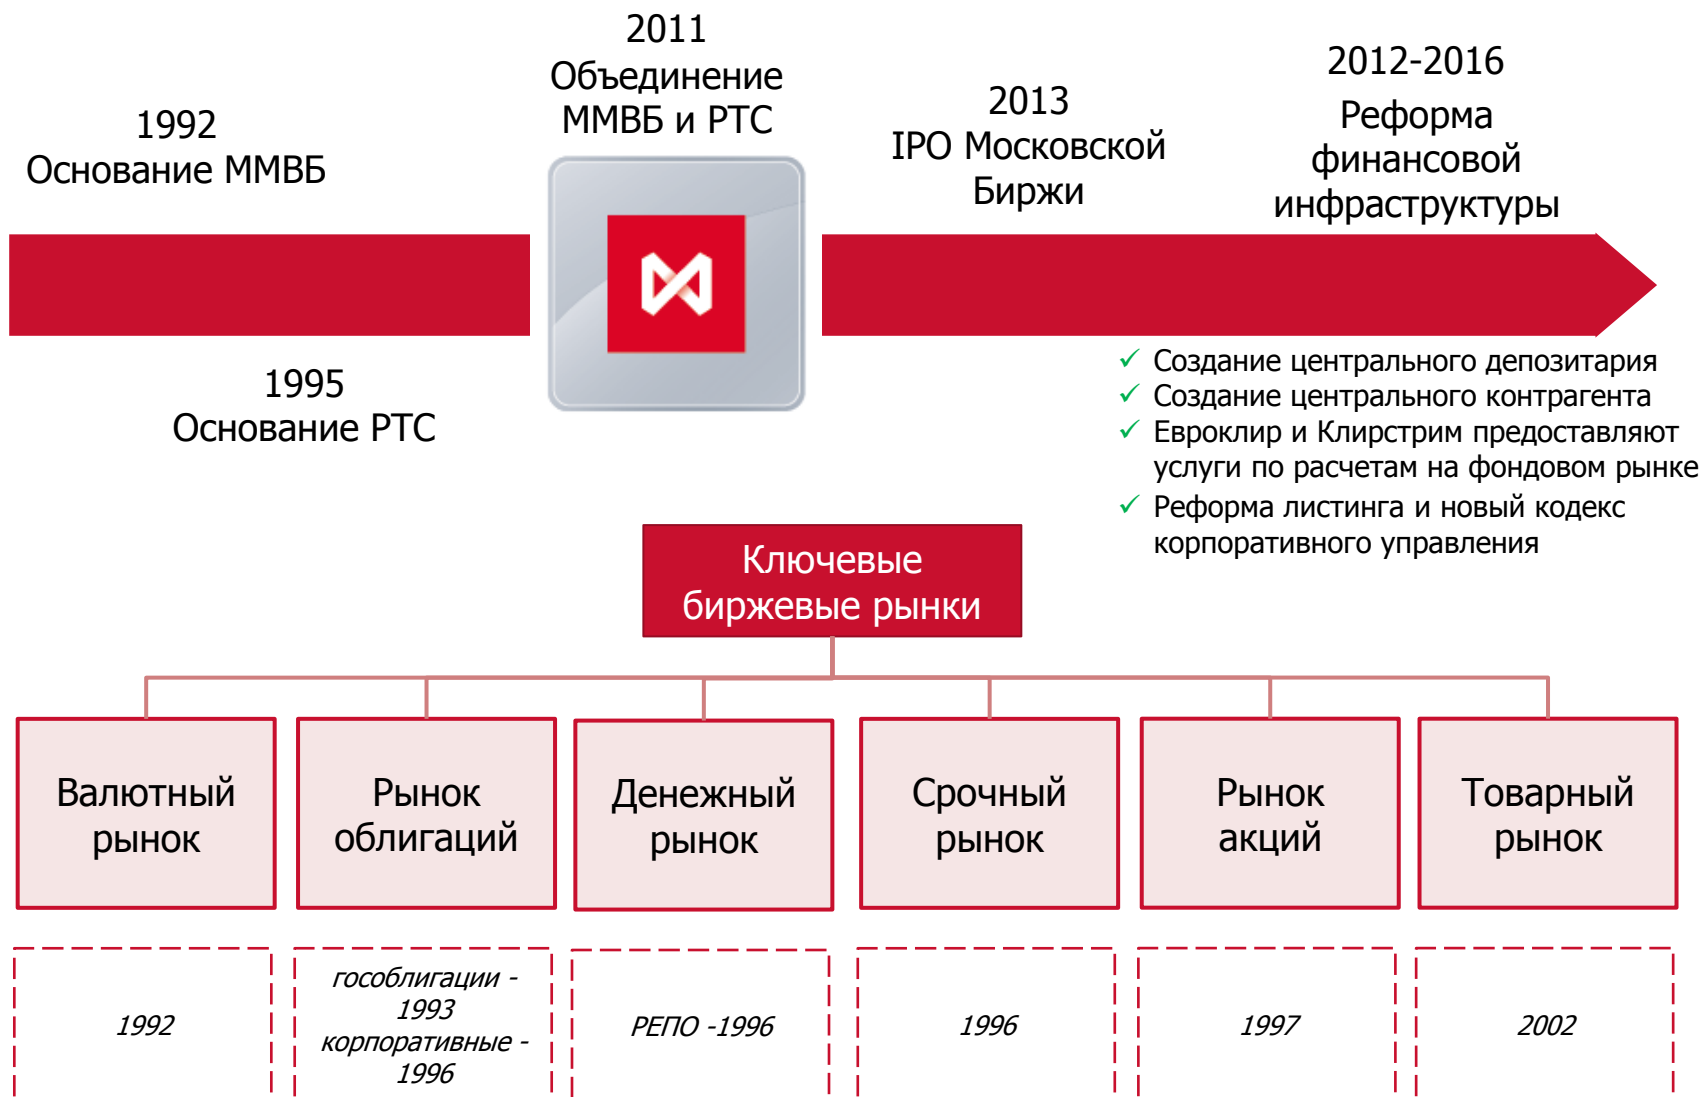 1992
Основание ММВБ
2011
Объединение
ММВБ и РТС
2013
IPO Московской
Биржи
2012-2016
Реформа
финансовой
инфраструктуры
1995
Основание РТС
✓ Создание центрального депозитария
✓ Создание центрального контрагента
✓ Евроклир и Клирстрим предоставляют
услуги по расчетам на фондовом рынке
✓ Реформа листинга и новый кодекс
корпоративного управления
Ключевые
биржевые рынки
Валютный
рынок
Рынок
облигаций
Денежный
рынок
Срочный
рынок
Рынок
акций
Товарный
рынок
1992
гособлигации -
1993
корпоративные -
1996
РЕПО -1996
1996
1997
2002